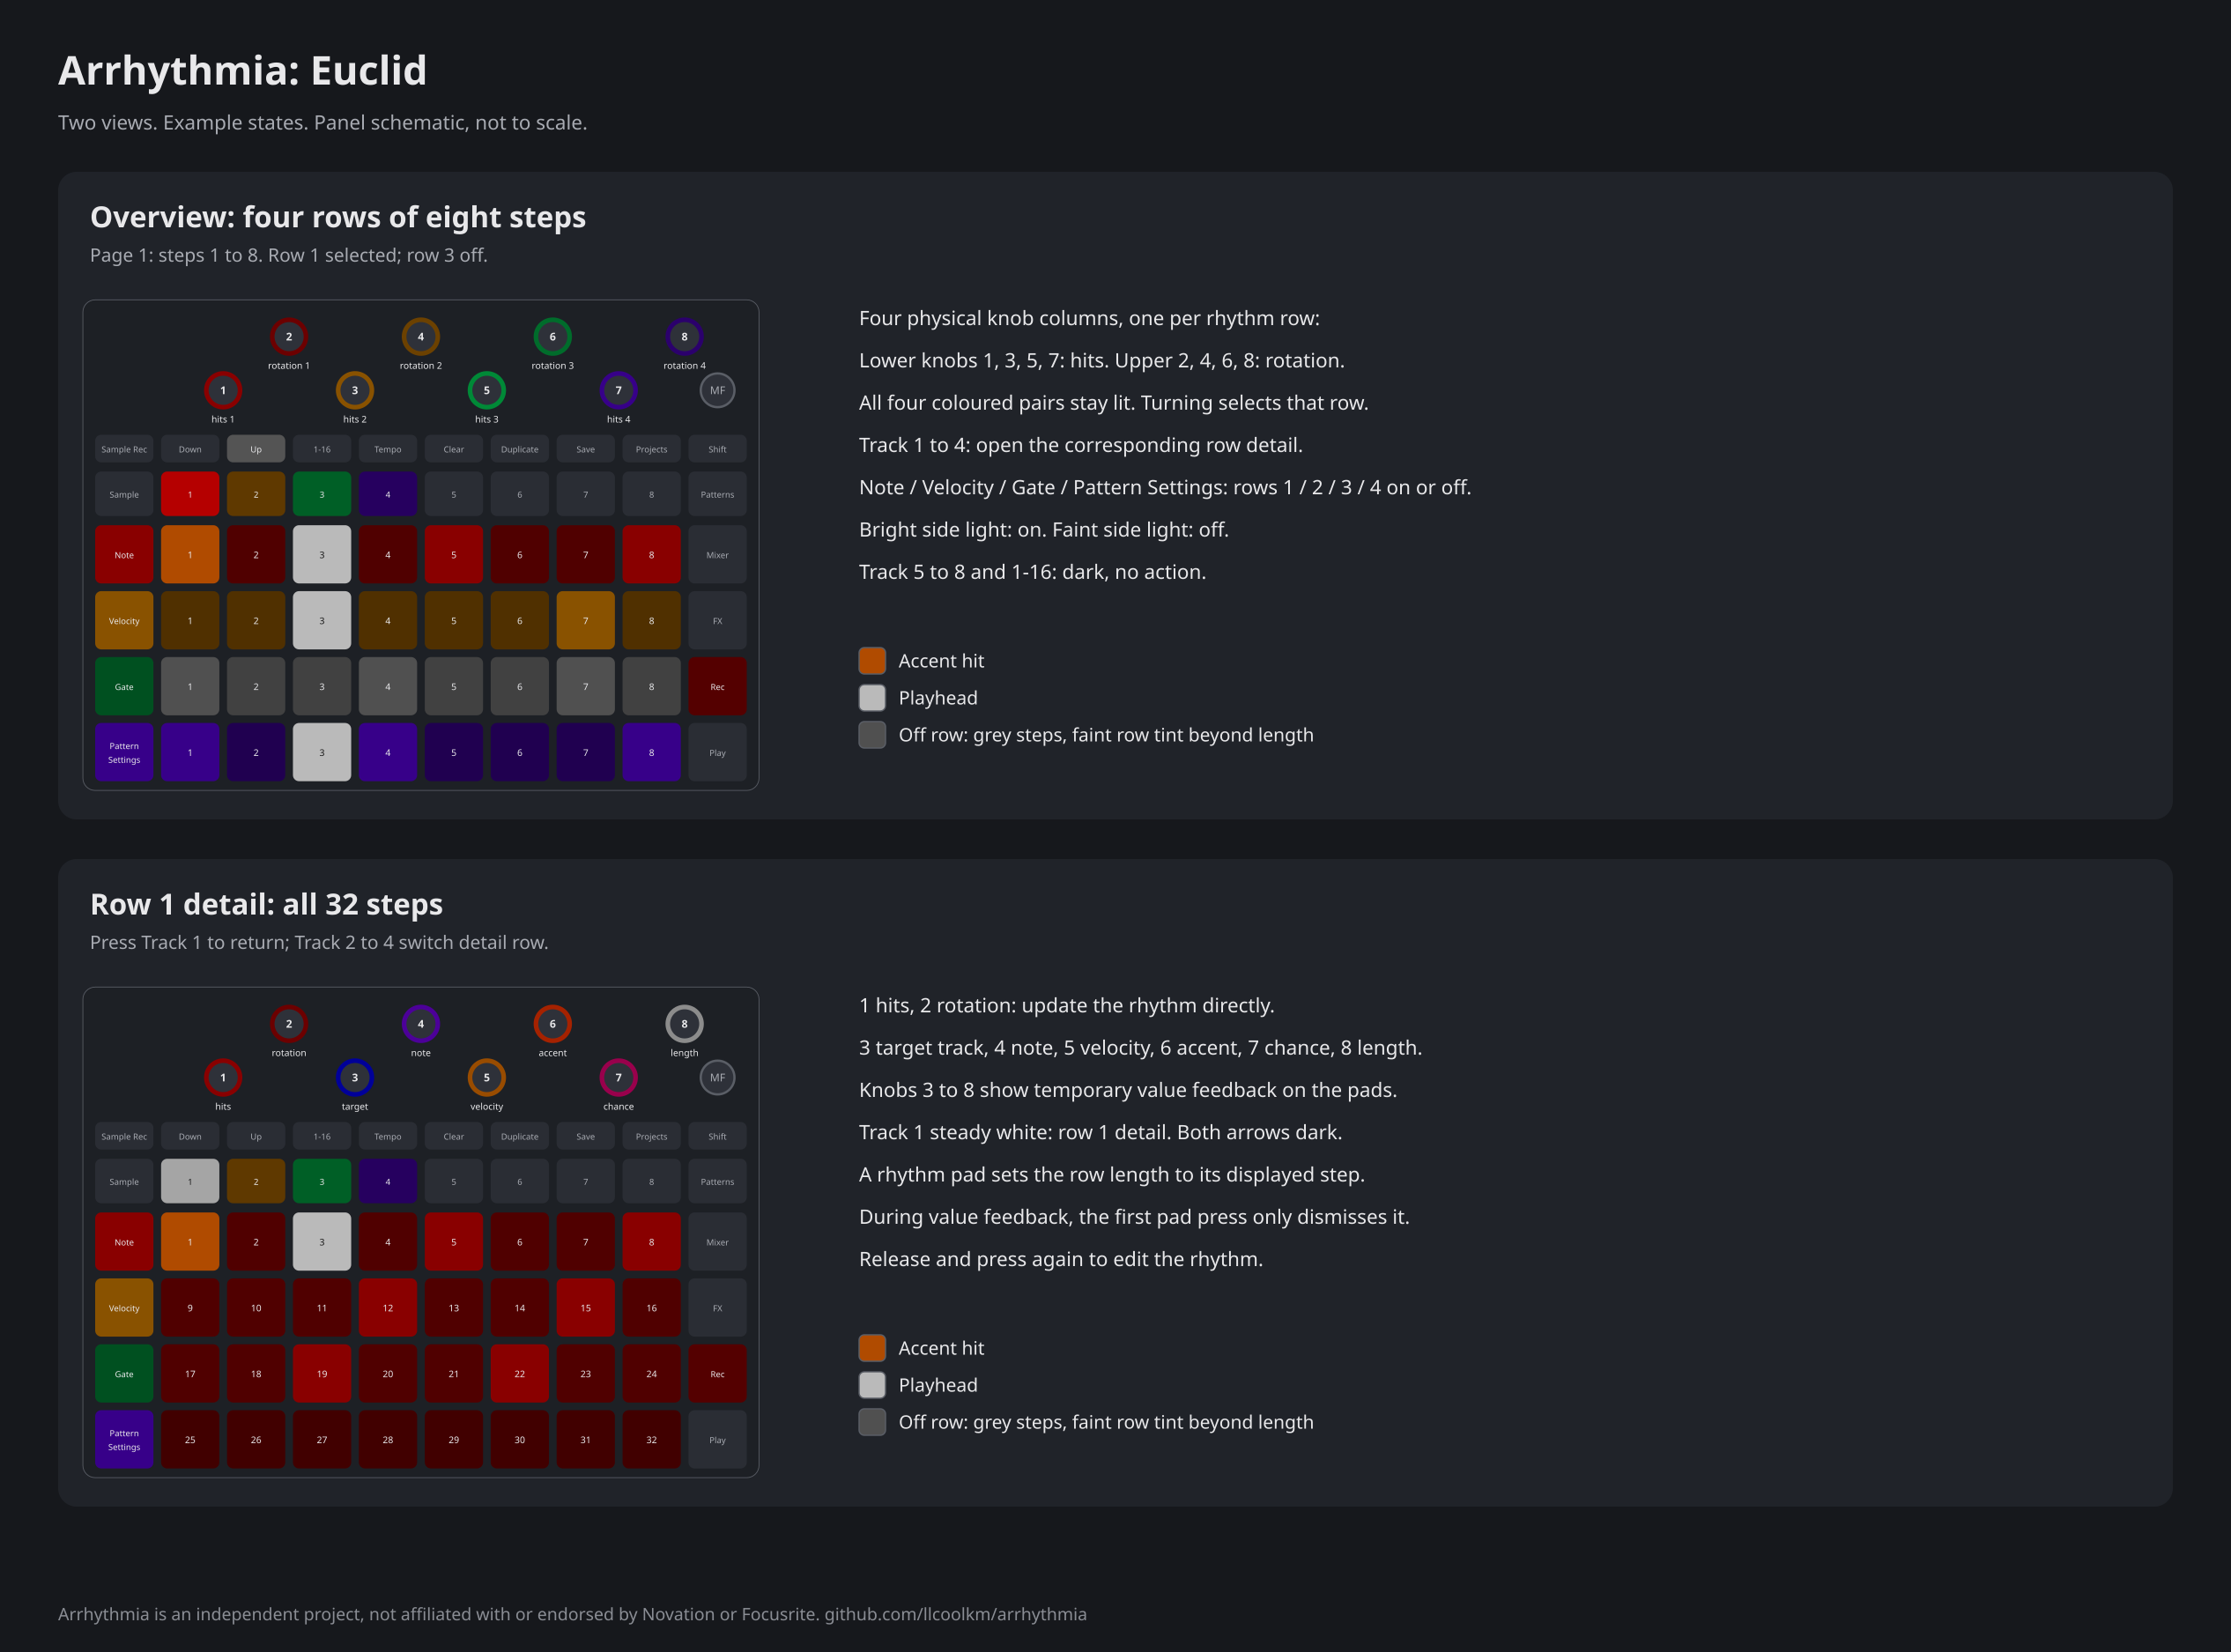 Arrhythmia: Euclid
Two views. Example states. Panel schematic, not to scale.
Overview: four rows of eight steps
Page 1: steps 1 to 8. Row 1 selected; row 3 off.
2 4 6 8
rotation 1 rotation 2 rotation 3 rotation 4
1 3 5 7 MF
hits 1 hits 2 hits 3 hits 4
Sample Rec Down Up 1-16 Tempo Clear Duplicate Save Projects Shift
Sample 1 2 3 4 5 6 7 8 Patterns
Note 1 2 3 4 5 6 7 8 Mixer
Velocity 1 2 3 4 5 6 7 8 FX
Gate 1 2 3 4 5 6 7 8 Rec
Pattern Settings 1 2 3 4 5 6 7 8 Play
Four physical knob columns, one per rhythm row:
Lower knobs 1, 3, 5, 7: hits. Upper 2, 4, 6, 8: rotation.
All four coloured pairs stay lit. Turning selects that row.
Track 1 to 4: open the corresponding row detail.
Note / Velocity / Gate / Pattern Settings: rows 1 / 2 / 3 / 4 on or off.
Bright side light: on. Faint side light: off.
Track 5 to 8 and 1-16: dark, no action.
Accent hit
Playhead
Off row: grey steps, faint row tint beyond length
Row 1 detail: all 32 steps
Press Track 1 to return; Track 2 to 4 switch detail row.
2 4 6 8
rotation note accent length
1 3 5 7 MF
hits target velocity chance
Sample Rec Down Up 1-16 Tempo Clear Duplicate Save Projects Shift
Sample 1 2 3 4 5 6 7 8 Patterns
Note 1 2 3 4 5 6 7 8 Mixer
Velocity 9 10 11 12 13 14 15 16 FX
Gate 17 18 19 20 21 22 23 24 Rec
Pattern Settings 25 26 27 28 29 30 31 32 Play
1 hits, 2 rotation: update the rhythm directly.
3 target track, 4 note, 5 velocity, 6 accent, 7 chance, 8 length.
Knobs 3 to 8 show temporary value feedback on the pads.
Track 1 steady white: row 1 detail. Both arrows dark.
A rhythm pad sets the row length to its displayed step.
During value feedback, the first pad press only dismisses it.
Release and press again to edit the rhythm.
Accent hit
Playhead
Off row: grey steps, faint row tint beyond length
Arrhythmia is an independent project, not affiliated with or endorsed by Novation or Focusrite. github.com/llcoolkm/arrhythmia